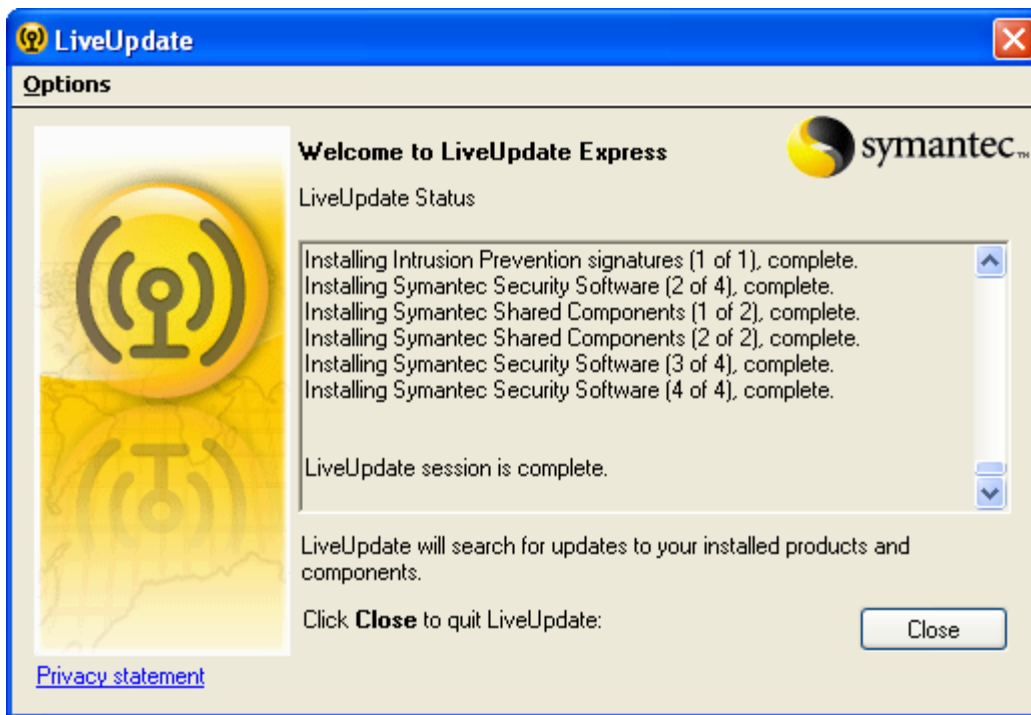 LiveUpdate
Options
symantec™
Welcome to LiveUpdate Express
LiveUpdate Status
Installing Intrusion Prevention signatures (1 of 1), complete.
Installing Symantec Security Software (2 of 4), complete.
Installing Symantec Shared Components (1 of 2), complete.
Installing Symantec Shared Components (2 of 2), complete.
Installing Symantec Security Software (3 of 4), complete.
Installing Symantec Security Software (4 of 4), complete.
LiveUpdate session is complete.
LiveUpdate will search for updates to your installed products and
components.
Click Close to quit LiveUpdate:
Close
Privacy statement